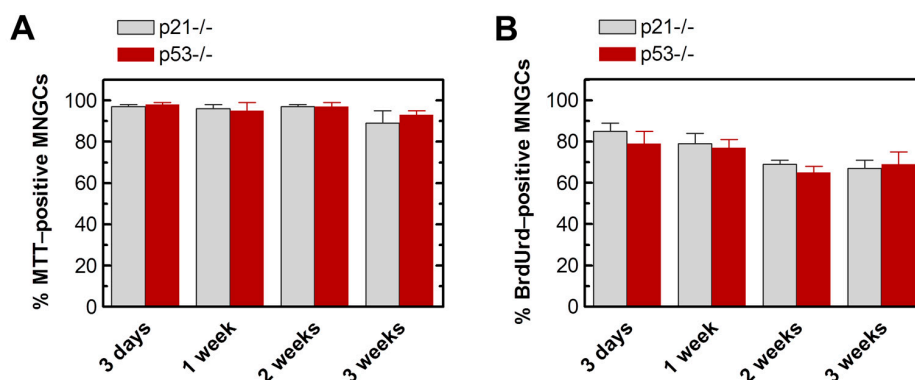 A
p21-/-
p53-/-
% MTT–positive MNGCs
100
80
60
40
20
0
3 days
1 week
2 weeks
3 weeks
B
p21-/-
p53-/-
% BrdUrd–positive MNGCs
100
80
60
40
20
0
3 days
1 week
2 weeks
3 weeks